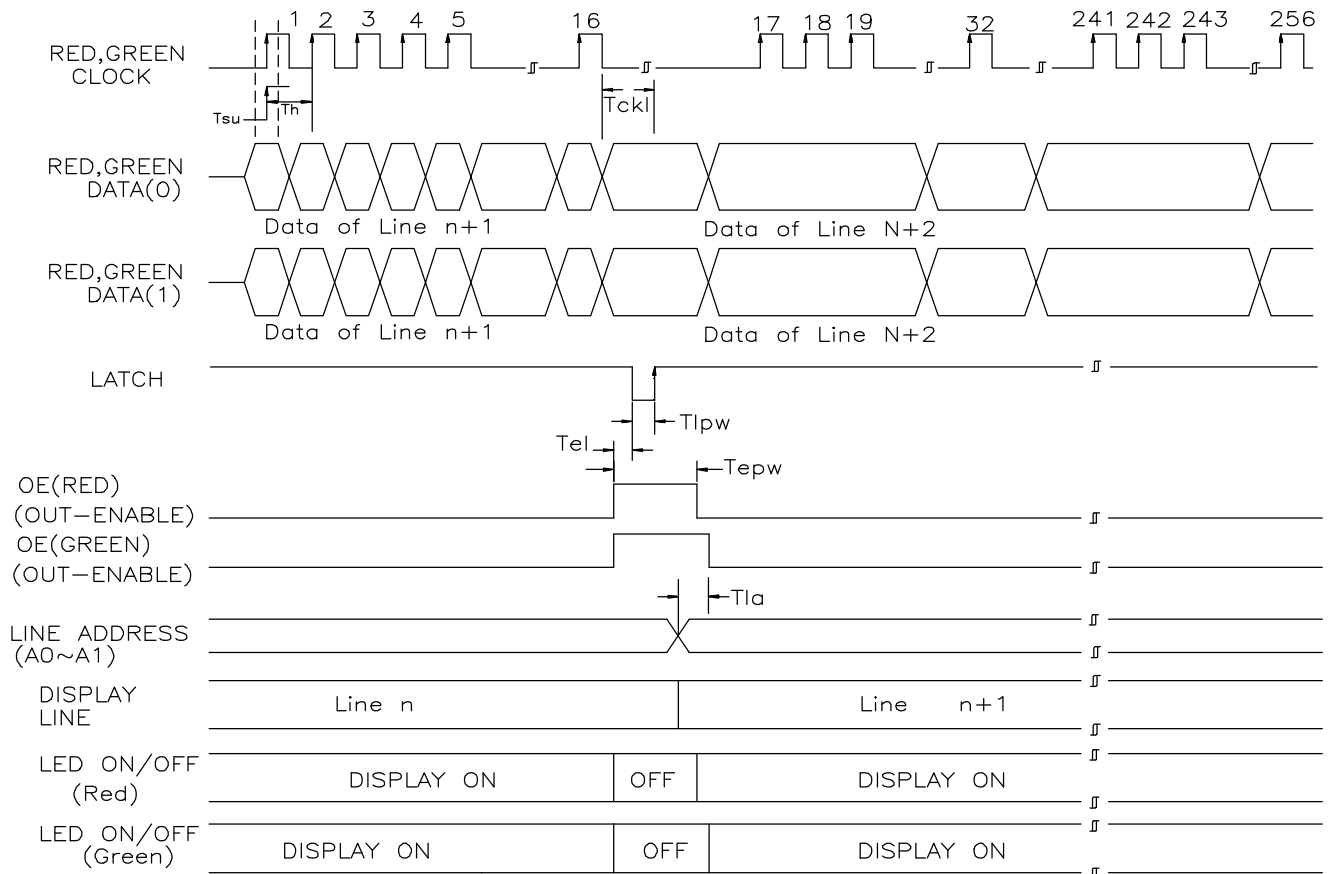 1 2 3 4 5 16 17 18 19 32 241 242 243 256
RED,GREEN
CLOCK
Tsu
Th
Tckl
RED,GREEN
DATA(0)
Data of Line n+1
Data of Line N+2
RED,GREEN
DATA(1)
Data of Line n+1
Data of Line N+2
LATCH
Tlpw
Tel
Tepw
OE(RED)
(OUT-ENABLE)
OE(GREEN)
(OUT-ENABLE)
Tla
LINE ADDRESS
(A0~A1)
DISPLAY
LINE
Line n
Line n+1
LED ON/OFF
(Red)
DISPLAY ON
OFF
DISPLAY ON
LED ON/OFF
(Green)
DISPLAY ON
OFF
DISPLAY ON